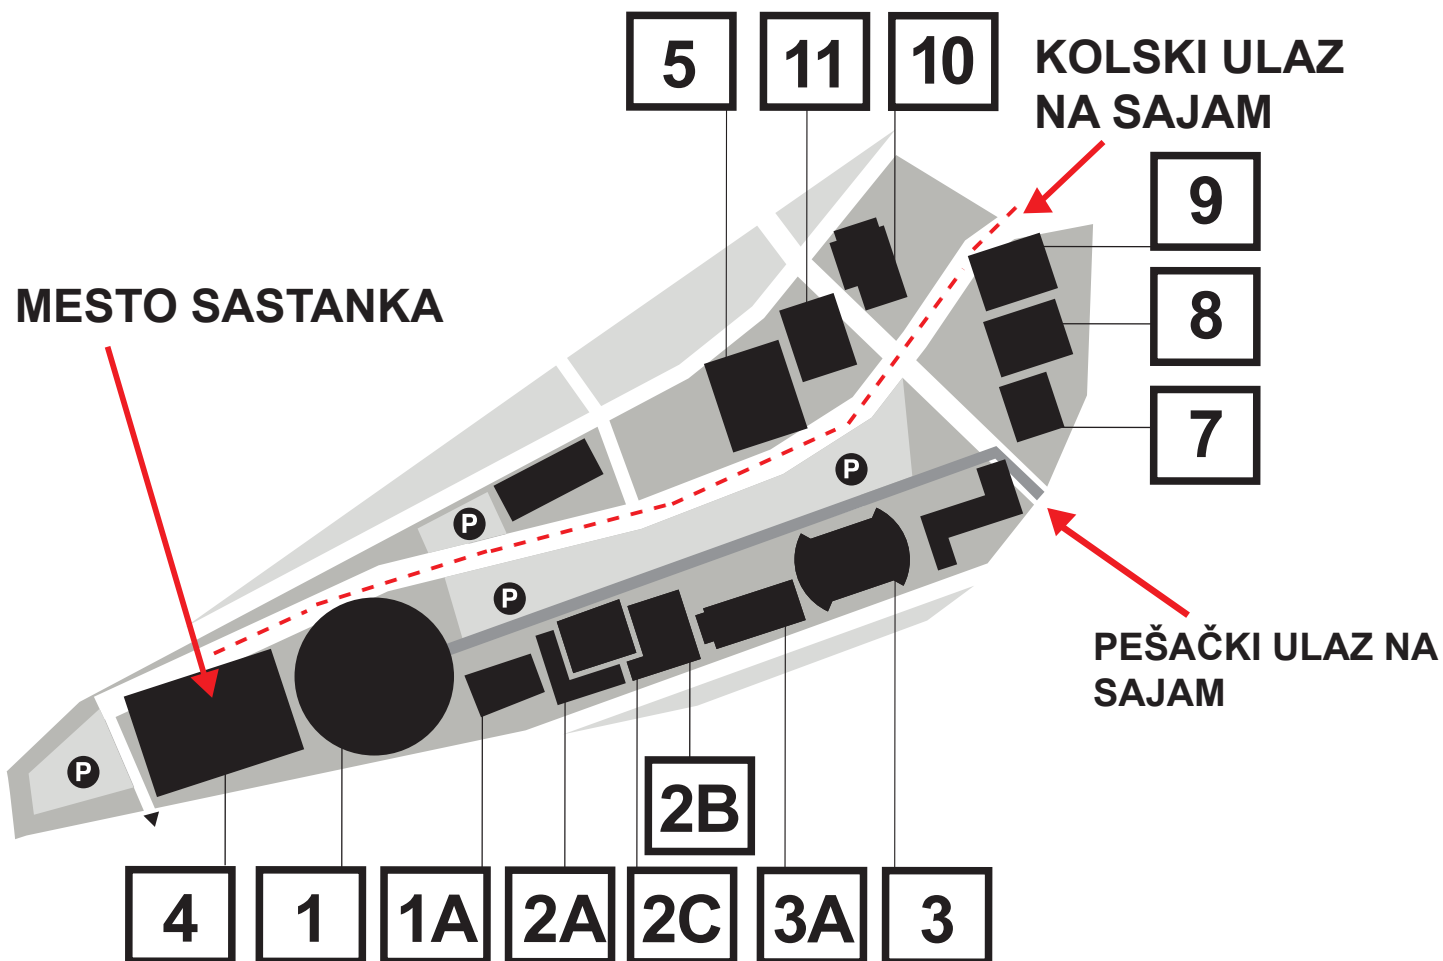 5
11
10
KOLSKI ULAZ
NA SAJAM
9
MESTO SASTANKA
8
7
P
P
P
PEŠAČKI ULAZ NA
SAJAM
P
2B
4
1
1A
2A
2C
3A
3